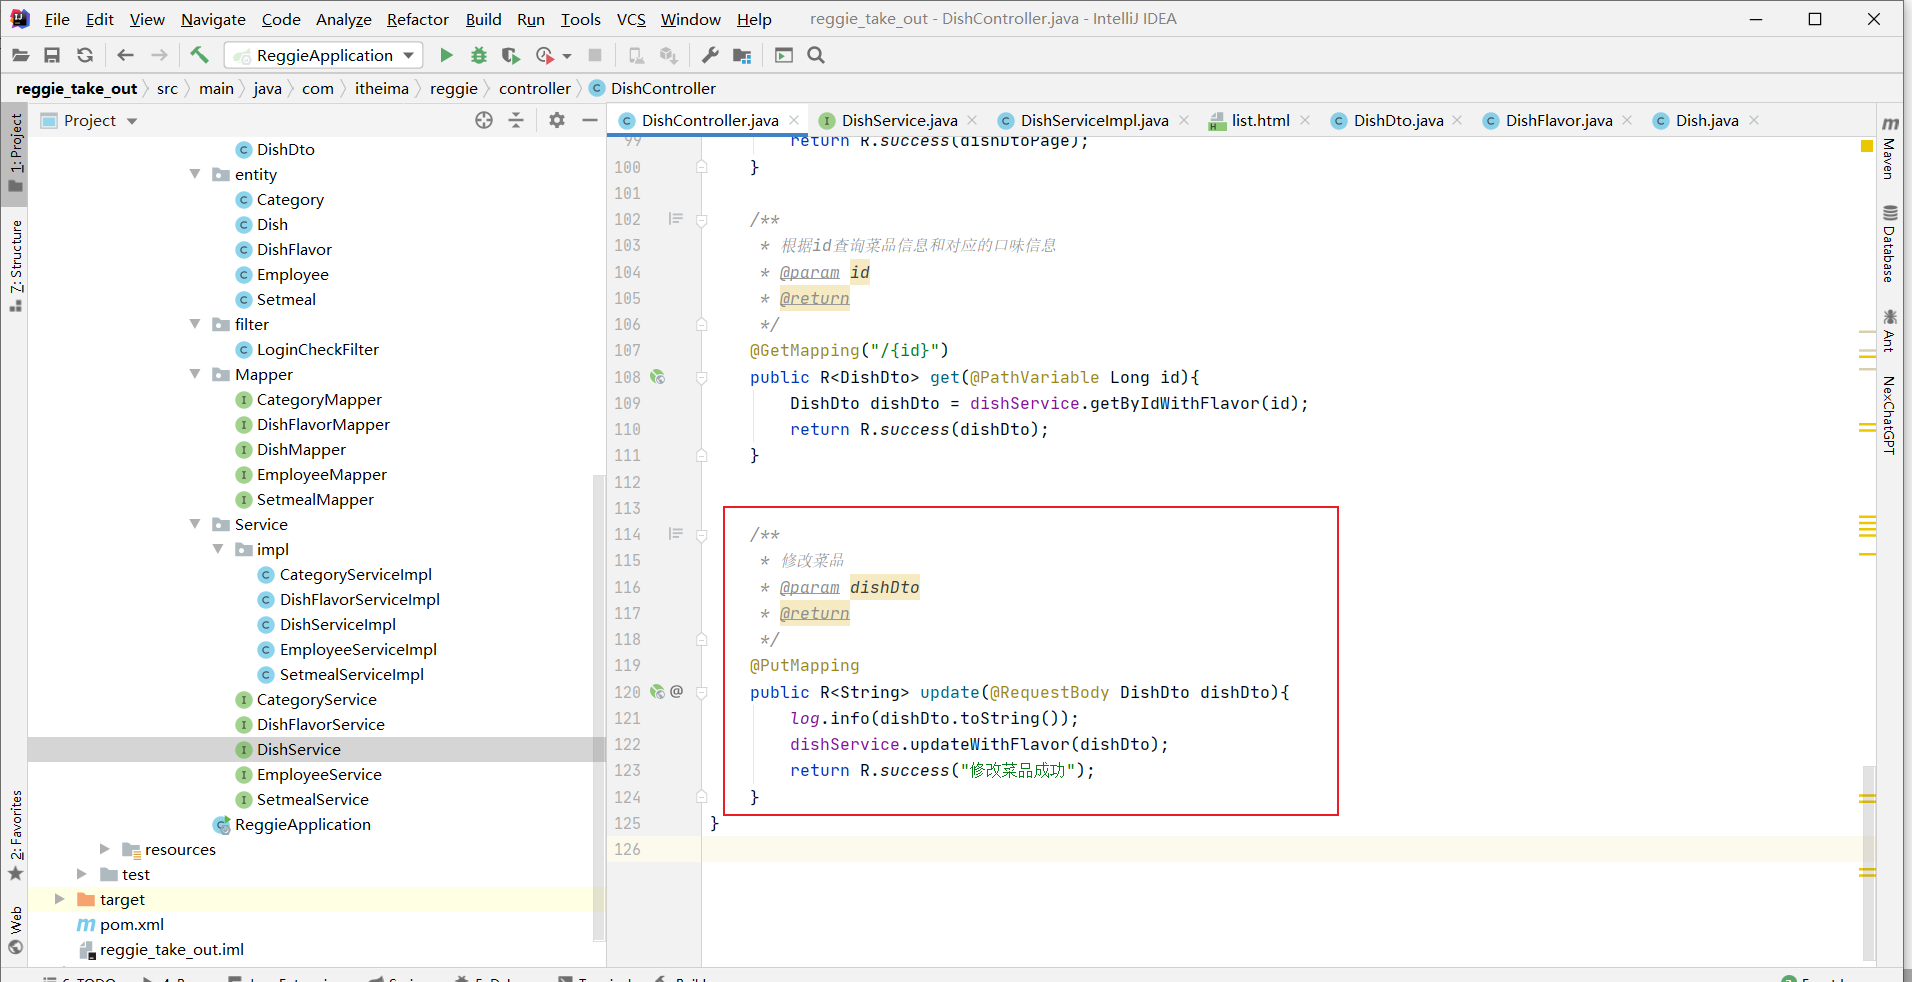 File Edit View Navigate Code Analyze Refactor Build Run Tools VCS Window Help reggie_take_out - DishController.java - IntelliJ IDEA
ReggieApplication
reggie_take_out src main java com itheima reggie controller DishController
Project
DishController.java DishService.java DishServiceImpl.java list.html DishDto.java DishFlavor.java Dish.java
1: Project
7: Structure
2: Favorites
Web
DishDto
entity
Category
Dish
DishFlavor
Employee
Setmeal
filter
LoginCheckFilter
Mapper
CategoryMapper
DishFlavorMapper
DishMapper
EmployeeMapper
SetmealMapper
Service
impl
CategoryServiceImpl
DishFlavorServiceImpl
DishServiceImpl
EmployeeServiceImpl
SetmealServiceImpl
CategoryService
DishFlavorService
DishService
EmployeeService
SetmealService
ReggieApplication
resources
test
target
pom.xml
reggie_take_out.iml
99 return R.success(dishDtoPage);
100 }
101
102 /**
103 * 根据id查询菜品信息和对应的口味信息
104 * @param id
105 * @return
106 */
107 @GetMapping("/{id}")
108 public R<DishDto> get(@PathVariable Long id){
109 DishDto dishDto = dishService.getByIdWithFlavor(id);
110 return R.success(dishDto);
111 }
112
113
114 /**
115 * 修改菜品
116 * @param dishDto
117 * @return
118 */
119 @PutMapping
120 public R<String> update(@RequestBody DishDto dishDto){
121 log.info(dishDto.toString());
122 dishService.updateWithFlavor(dishDto);
123 return R.success("修改菜品成功");
124 }
125 }
126
Maven
Database
Ant
NexChatGPT